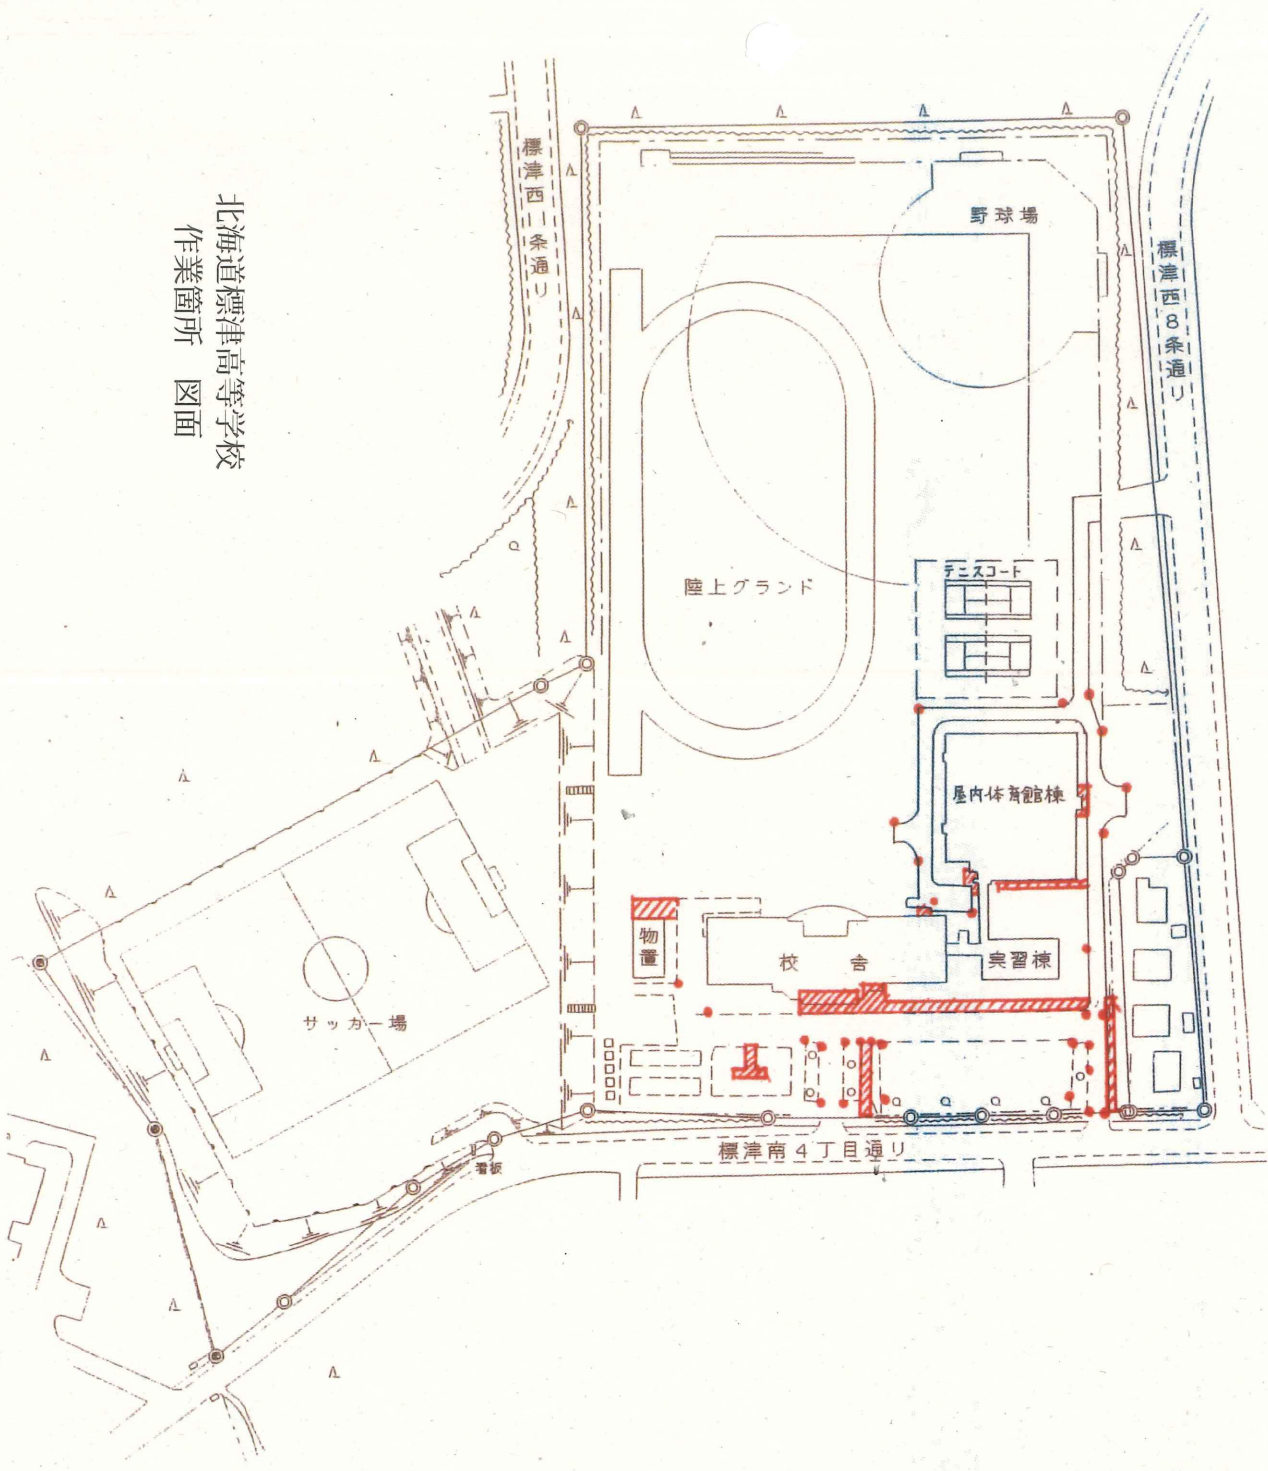 北海道標津高等学校
作業箇所　図面
標津西11条通り
標津西8条通り
野球場
テニスコート
陸上グランド
屋内体育館棟
物置
校舎
実習棟
サッカー場
標津南4丁目通り
看板